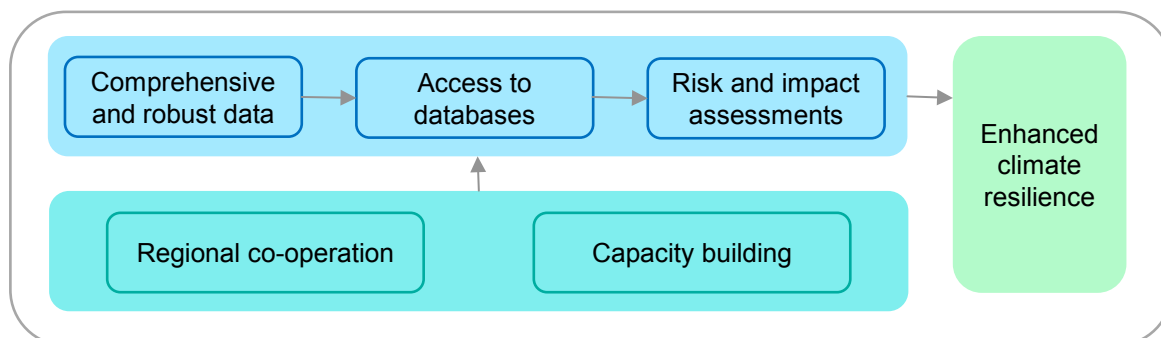 Comprehensive
and robust data
Access to
databases
Risk and impact
assessments
Enhanced
climate
resilience
Regional co-operation
Capacity building